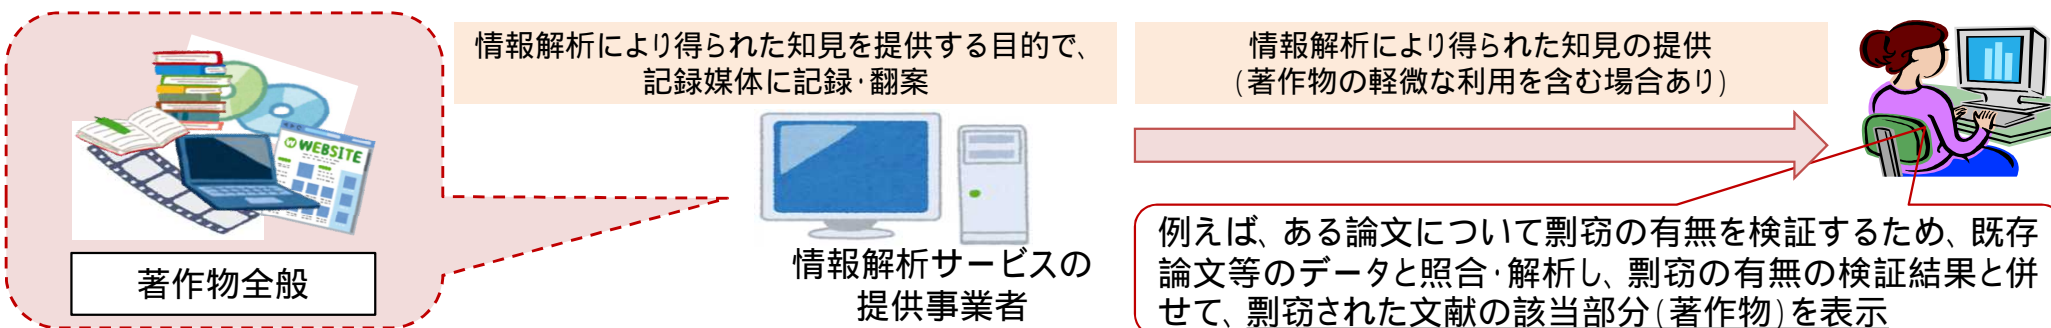 情報解析により得られた知見を提供する目的で、
記録媒体に記録・翻案
情報解析により得られた知見の提供
(著作物の軽微な利用を含む場合あり)
W WEBSITE
著作物全般
情報解析サービスの
提供事業者
例えば、ある論文について剽窃の有無を検証するため、既存
論文等のデータと照合・解析し、剽窃の有無の検証結果と併
せて、剽窃された文献の該当部分(著作物)を表示